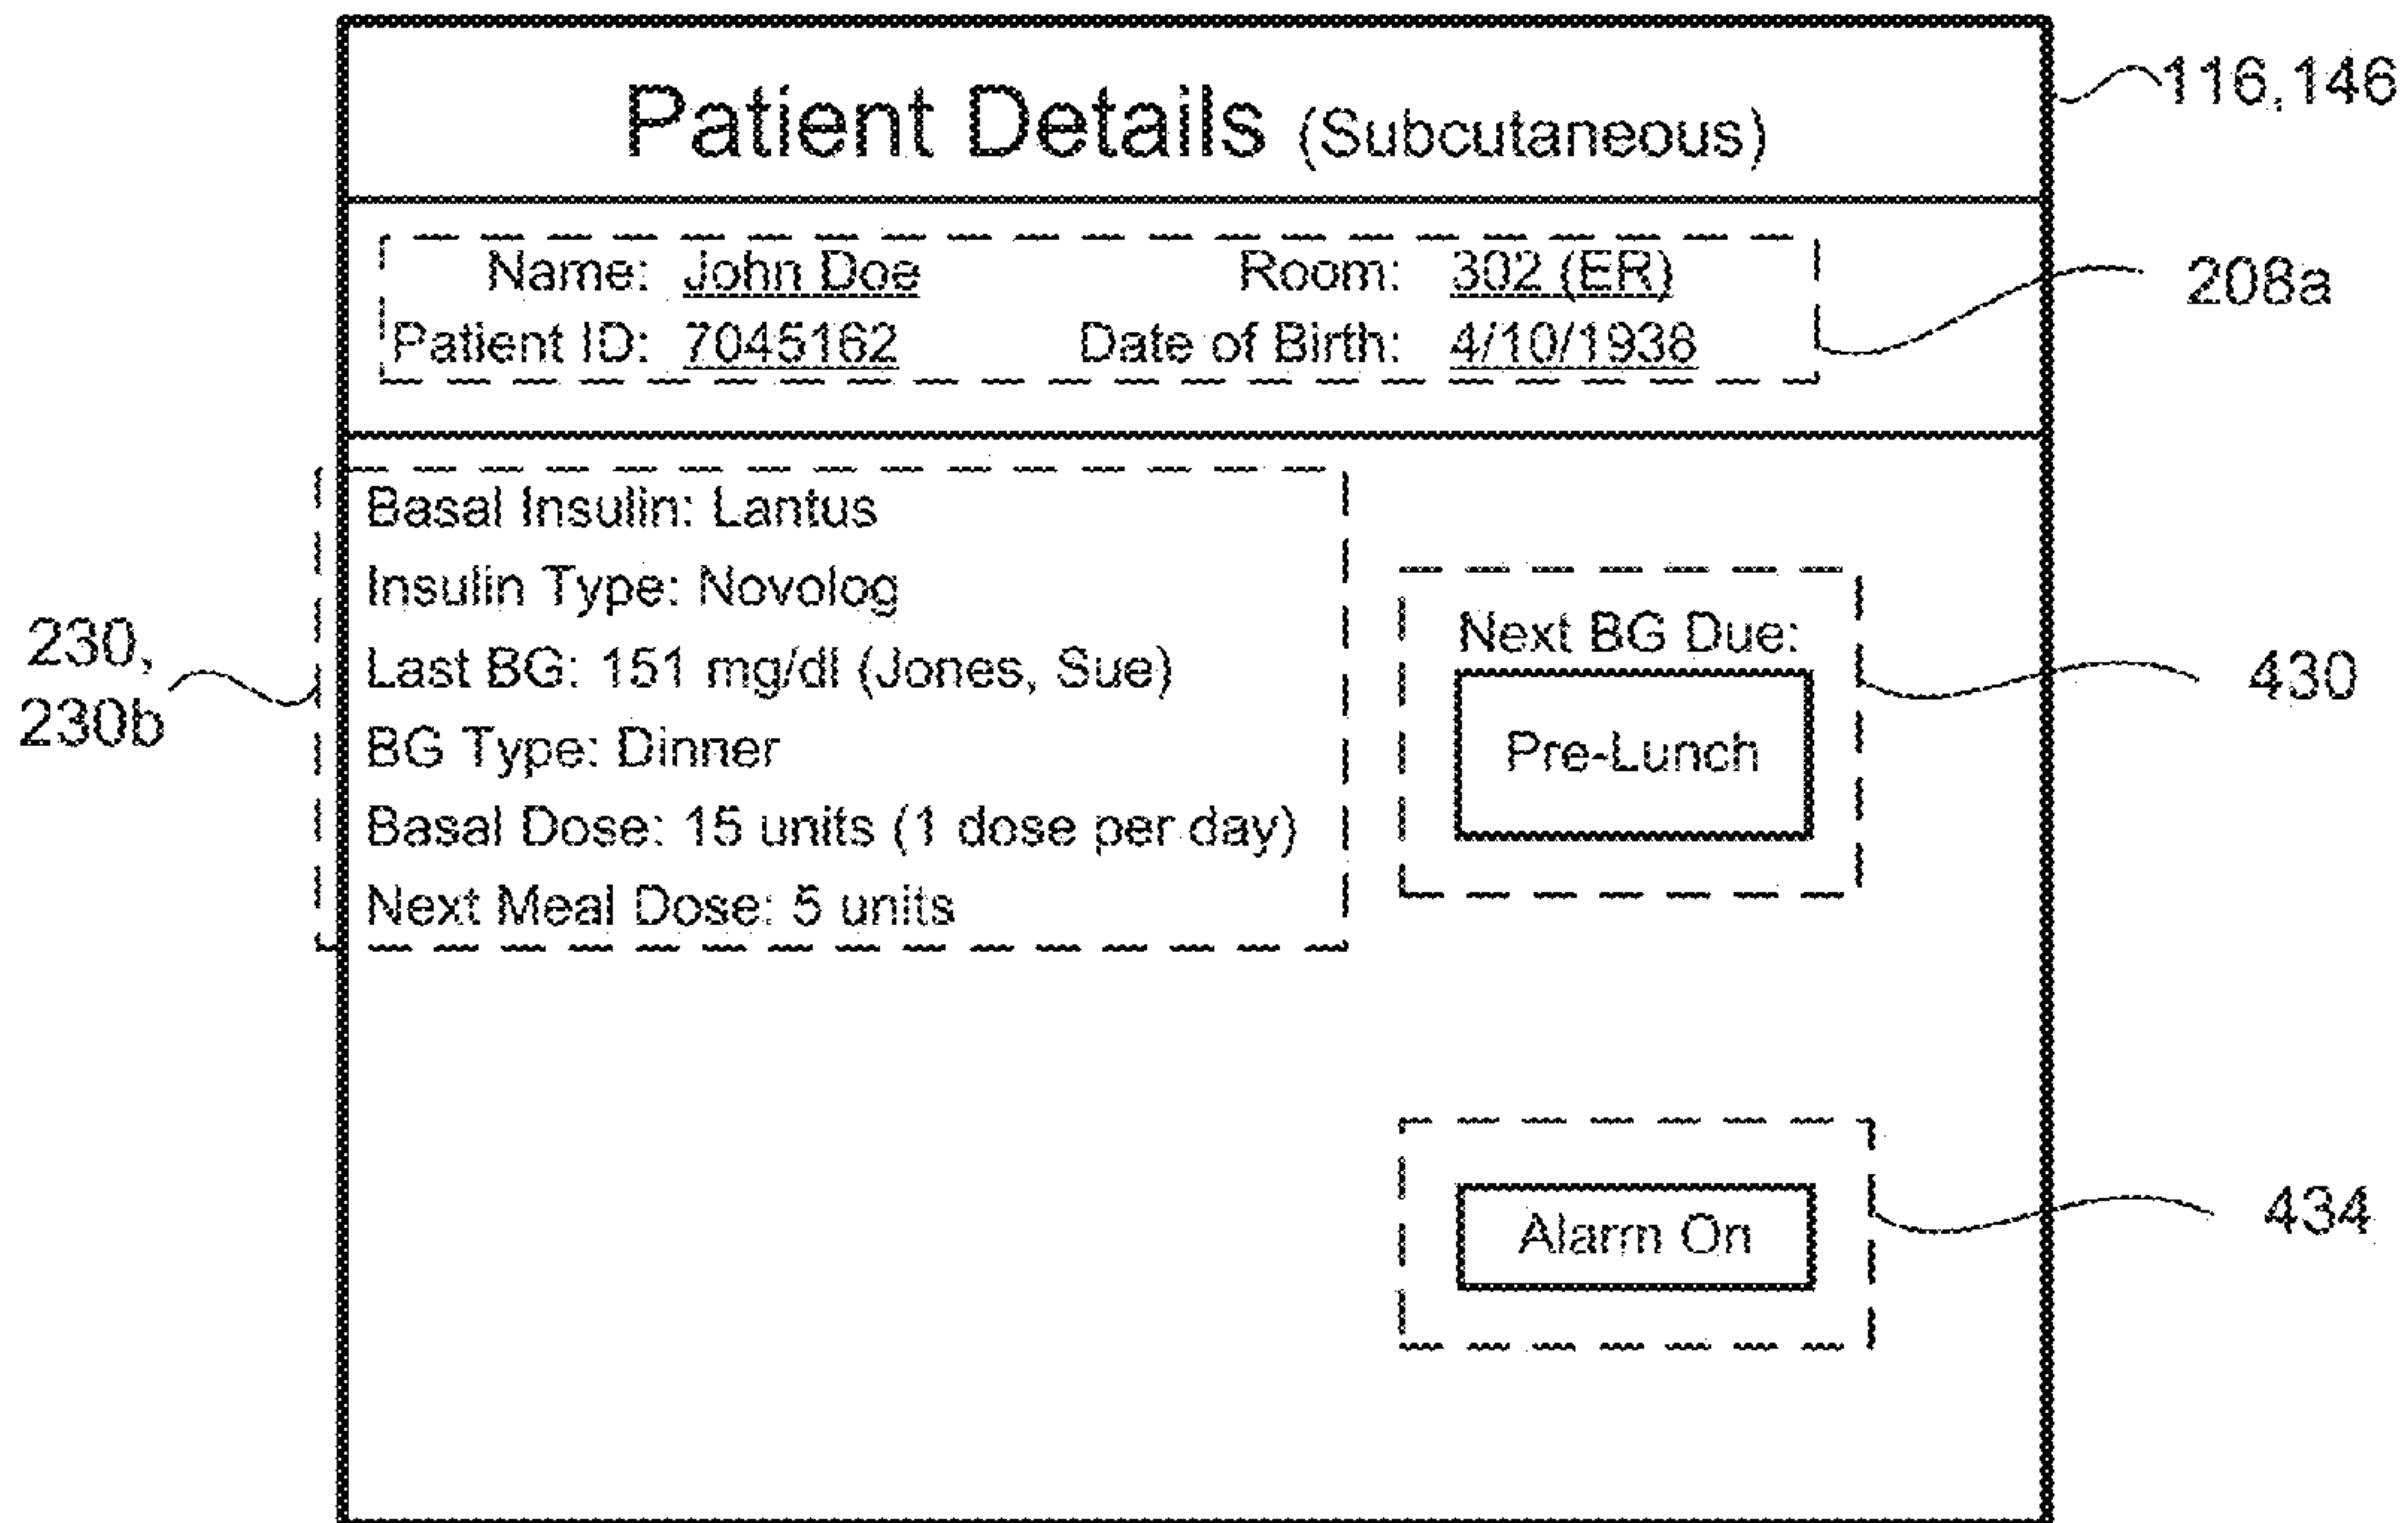 Patient Details (Subcutaneous)
116,146
Name: John Doe Room: 302 (ER)
Patient ID: 7045162 Date of Birth: 4/10/1938
208a
Basal Insulin: Lantus
Insulin Type: Novolog
Last BG: 151 mg/dl (Jones, Sue)
BG Type: Dinner
Basal Dose: 15 units (1 dose per day)
Next Meal Dose: 5 units
230,
230b
Next BG Due:
Pre-Lunch
430
Alarm On
434